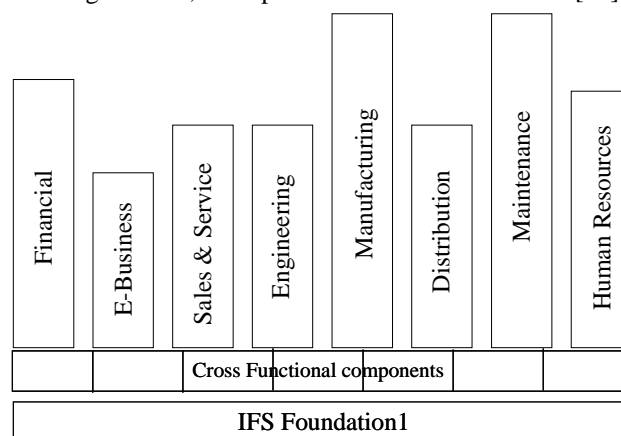 Financial
E-Business
Sales & Service
Engineering
Manufacturing
Distribution
Maintenance
Human Resources
Cross Functional components
IFS Foundation1